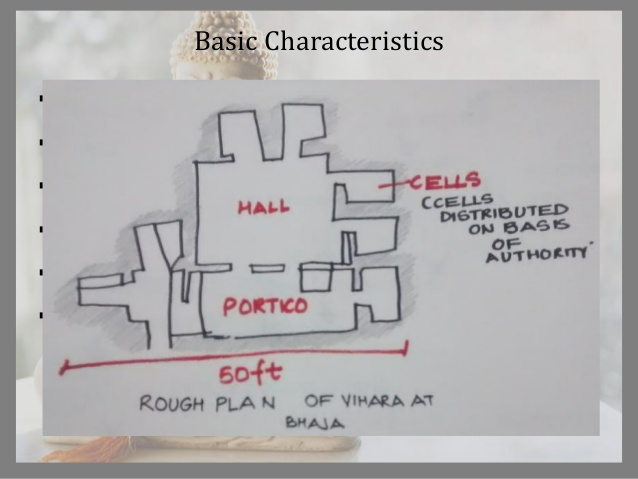 Basic Characteristics
CELLS
(CELLS
DISTRIBUTED
ON BASIS
OF
AUTHORITY.
HALL
PORTICO
50ft
ROUGH PLAN OF VIHARA AT
BHAJA